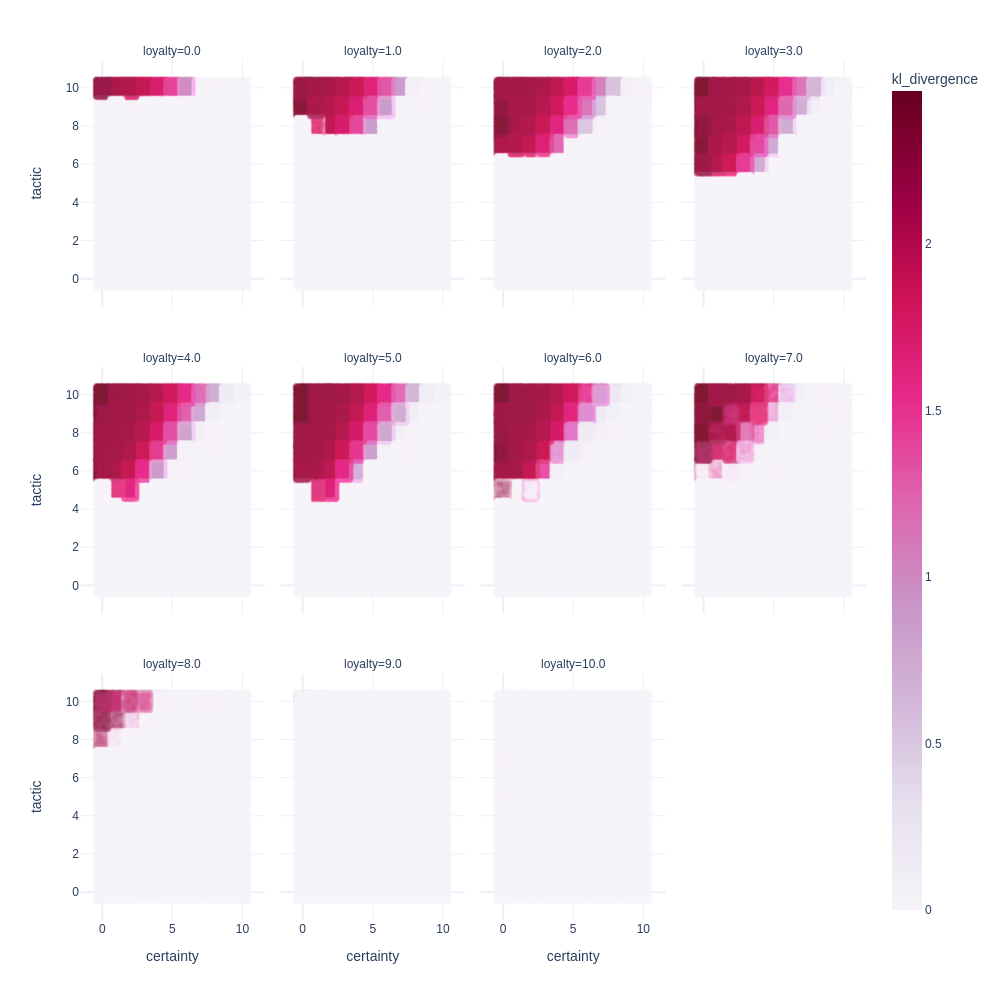 loyalty=0.0
loyalty=1.0
loyalty=2.0
loyalty=3.0
kl_divergence
tactic
10
8
6
4
2
0
loyalty=4.0
loyalty=5.0
loyalty=6.0
loyalty=7.0
tactic
10
8
6
4
2
0
loyalty=8.0
loyalty=9.0
loyalty=10.0
tactic
10
8
6
4
2
0
0 5 10
0 5 10
0 5 10
certainty
certainty
certainty
2
1.5
1
0.5
0